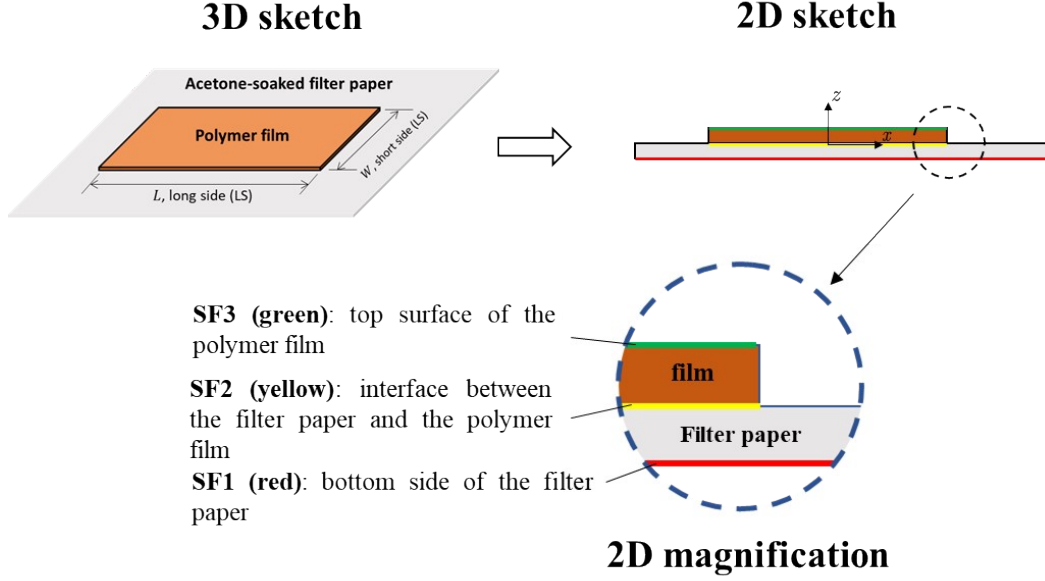 3D sketch
2D sketch
Acetone-soaked filter paper
Polymer film
W, short side (LS)
L, long side (LS)
z
x
SF3 (green): top surface of the
polymer film
SF2 (yellow): interface between
the filter paper and the polymer
film
SF1 (red): bottom side of the filter
paper
film
Filter paper
2D magnification